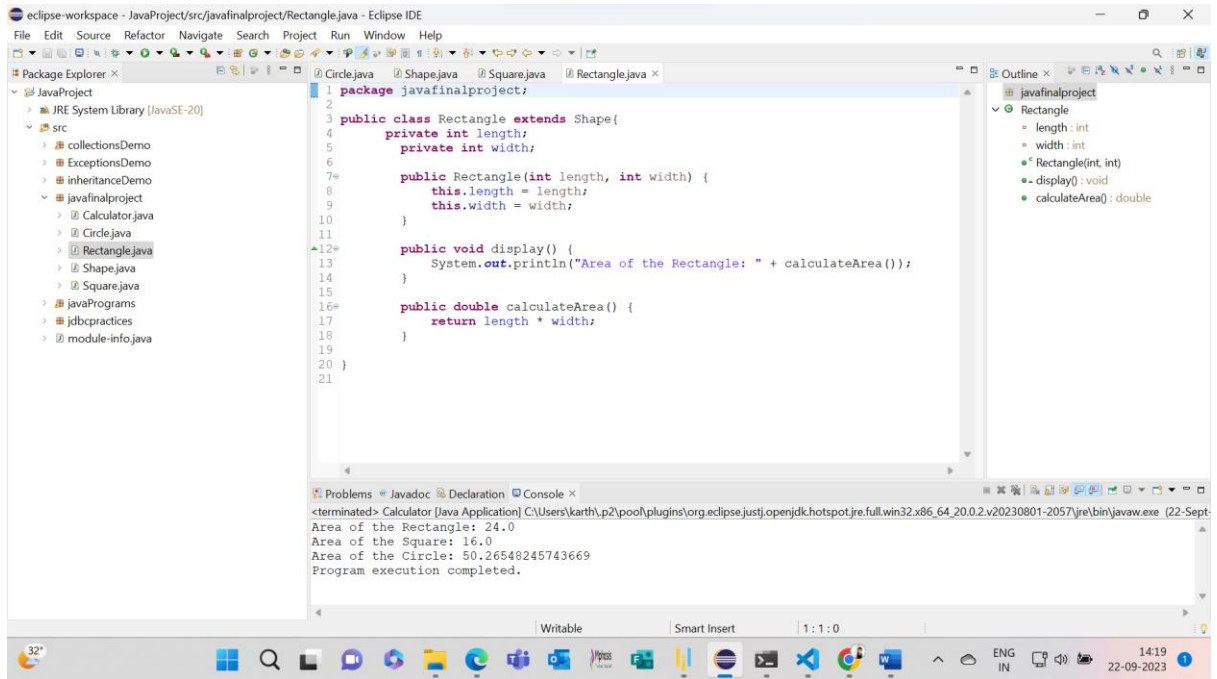 eclipse-workspace - JavaProject/src/javafinalproject/Rectangle.java - Eclipse IDE
File Edit Source Refactor Navigate Search Project Run Window Help
Package Explorer
JavaProject
JRE System Library [JavaSE-20]
src
collectionsDemo
ExceptionsDemo
inheritanceDemo
javafinalproject
Calculator.java
Circle.java
Rectangle.java
Shape.java
Square.java
javaPrograms
jdbcpractices
module-info.java
Circle.java Shape.java Square.java Rectangle.java
1 package javafinalproject;
2
3 public class Rectangle extends Shape{
4 private int length;
5 private int width;
6
7 public Rectangle(int length, int width) {
8 this.length = length;
9 this.width = width;
10 }
11
12 public void display() {
13 System.out.println("Area of the Rectangle: " + calculateArea());
14 }
15
16 public double calculateArea() {
17 return length * width;
18 }
19
20 }
21
Outline
javafinalproject
Rectangle
length : int
width : int
Rectangle(int, int)
display() : void
calculateArea() : double
Problems Javadoc Declaration Console
<terminated> Calculator [Java Application] C:\Users\karth\.p2\pool\plugins\org.eclipse.justj.openjdk.hotspot.jre.full.win32.x86_64_20.0.2.v20230801-2057\jre\bin\javaw.exe (22-Sept-
Area of the Rectangle: 24.0
Area of the Square: 16.0
Area of the Circle: 50.26548245743669
Program execution completed.
Writable Smart Insert 1 : 1 : 0
32°
Mphasis
ENG
IN
14:19
22-09-2023
1